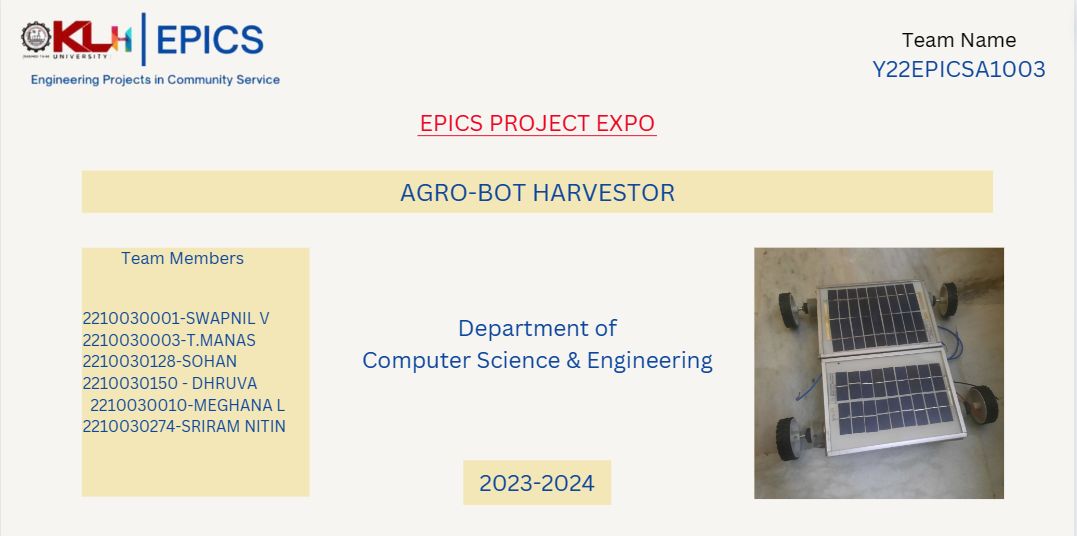 KLH
UNIVERSITY
EPICS
Engineering Projects in Community Service
Team Name
Y22EPICSA1003
EPICS PROJECT EXPO
AGRO-BOT HARVESTOR
Team Members
2210030001-SWAPNIL V
2210030003-T.MANAS
2210030128-SOHAN
2210030150 - DHRUVA
2210030010-MEGHANA L
2210030274-SRIRAM NITIN
Department of
Computer Science & Engineering
2023-2024